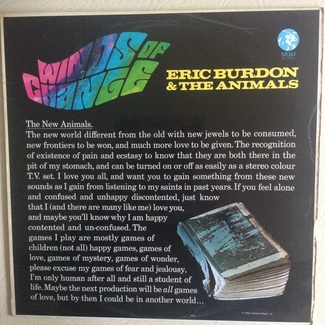 WINDS OF
CHANGE
MGM
ERIC BURDON
& THE ANIMALS
The New Animals.
The new world different from the old with new jewels to be consumed,
new frontiers to be won, and much more love to be given. The recognition
of existence of pain and ecstasy to know that they are both there in the
pit of my stomach, and can be turned on or off as easily as a stereo colour
T.V. set. I love you all, and want you to gain something from these new
sounds as I gain from listening to my saints in past years. If you feel alone
and confused and unhappy discontented, just know
that I (and there are many like me) love you,
and maybe you'll know why I am happy
contented and un-confused. The
games I play are mostly games of
children (not all) happy games, games of
love, games of mystery, games of wonder,
please excuse my games of fear and jealousy,
I'm only human after all and still a student of
life. Maybe the next production will be all games
of love, but by then I could be in another world...